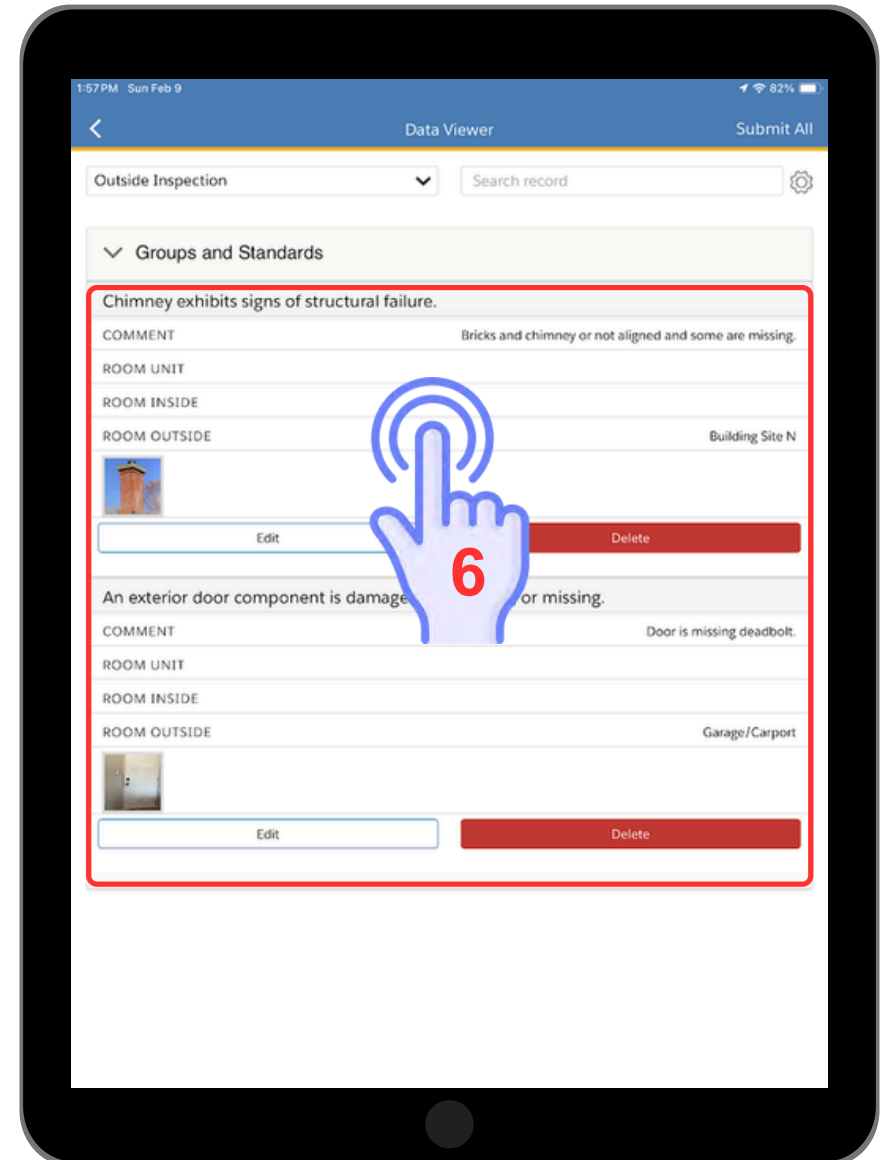 1:57 PM Sun Feb 9 82%
Data Viewer Submit All
Outside Inspection Search record
Groups and Standards
Chimney exhibits signs of structural failure.
COMMENT Bricks and chimney or not aligned and some are missing.
ROOM UNIT
ROOM INSIDE
ROOM OUTSIDE Building Site N
Edit Delete
6
An exterior door component is damage or missing.
COMMENT Door is missing deadbolt.
ROOM UNIT
ROOM INSIDE
ROOM OUTSIDE Garage/Carport
Edit Delete